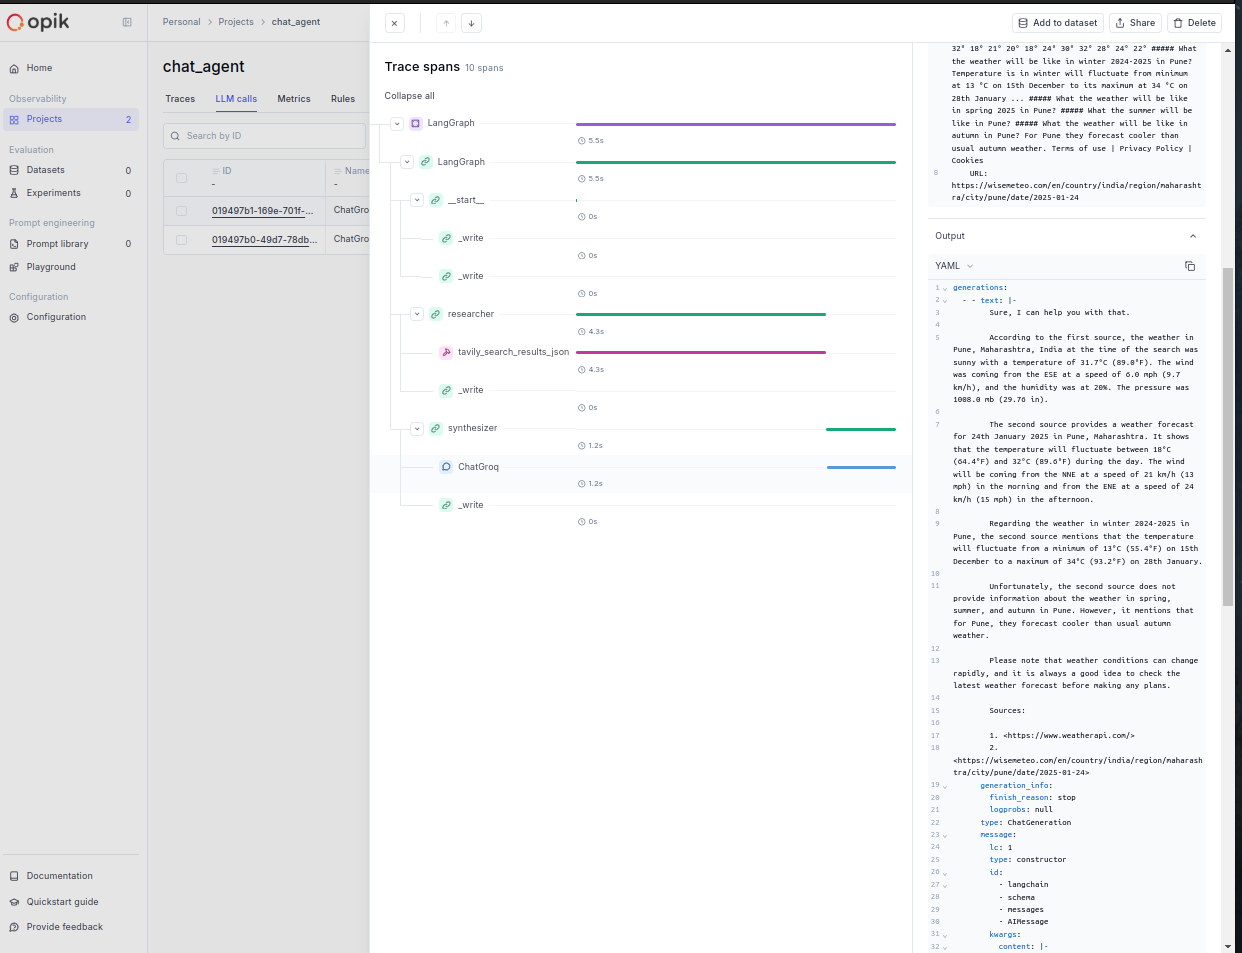 opik
Home
Observability
Projects 2
Evaluation
Datasets 0
Experiments 0
Prompt engineering
Prompt library 0
Playground
Configuration
Configuration
Documentation
Quickstart guide
Provide feedback
Personal > Projects > chat_agent
chat_agent
Traces LLM calls Metrics Rules
Search by ID
ID Name
- -
019497b1-169e-701f-... ChatGro
019497b0-49d7-78db... ChatGro
Add to dataset Share Delete
Trace spans 10 spans
Collapse all
LangGraph
5.5s
LangGraph
5.5s
__start__
0s
_write
0s
_write
0s
researcher
4.3s
tavily_search_results_json
4.3s
_write
0s
synthesizer
1.2s
ChatGroq
1.2s
_write
0s
32° 18° 21° 20° 18° 24° 30° 32° 28° 24° 22° ##### What
the weather will be like in winter 2024-2025 in Pune?
Temperature is in winter will fluctuate from minimum
at 13 °C on 15th December to its maximum at 34 °C on
28th January ... ##### What the weather will be like
in spring 2025 in Pune? ##### What the summer will be
like in Pune? ##### What the weather will be like in
autumn in Pune? For Pune they forecast cooler than
usual autumn weather. Terms of use | Privacy Policy |
Cookies
8 URL:
https://wisemeteo.com/en/country/india/region/maharasht
ra/city/pune/date/2025-01-24
Output
YAML
1 generations:
2 - - text: |-
3 Sure, I can help you with that.
4
5 According to the first source, the weather in
Pune, Maharashtra, India at the time of the search was
sunny with a temperature of 31.7°C (89.0°F). The wind
was coming from the ESE at a speed of 6.0 mph (9.7
km/h), and the humidity was at 20%. The pressure was
1008.0 mb (29.76 in).
6
7 The second source provides a weather forecast
for 24th January 2025 in Pune, Maharashtra. It shows
that the temperature will fluctuate between 18°C
(64.4°F) and 32°C (89.6°F) during the day. The wind
will be coming from the NNE at a speed of 21 km/h (13
mph) in the morning and from the ENE at a speed of 24
km/h (15 mph) in the afternoon.
8
9 Regarding the weather in winter 2024-2025 in
Pune, the second source mentions that the temperature
will fluctuate from a minimum of 13°C (55.4°F) on 15th
December to a maximum of 34°C (93.2°F) on 28th January.
10
11 Unfortunately, the second source does not
provide information about the weather in spring,
summer, and autumn in Pune. However, it mentions that
for Pune, they forecast cooler than usual autumn
weather.
12
13 Please note that weather conditions can change
rapidly, and it is always a good idea to check the
latest weather forecast before making any plans.
14
15 Sources:
16
17 1. <https://www.weatherapi.com/>
18 2.
<https://wisemeteo.com/en/country/india/region/maharash
tra/city/pune/date/2025-01-24>
19 generation_info:
20 finish_reason: stop
21 logprobs: null
22 type: ChatGeneration
23 message:
24 lc: 1
25 type: constructor
26 id:
27 - langchain
28 - schema
29 - messages
30 - AIMessage
31 kwargs:
32 content: |-